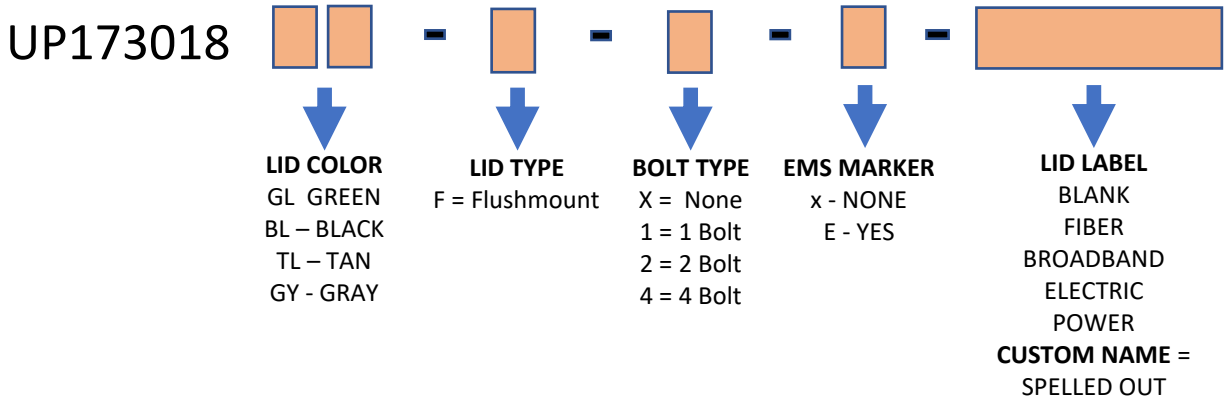 UP173018 - - - -
LID COLOR
GL GREEN
BL – BLACK
TL – TAN
GY - GRAY
LID TYPE
F = Flushmount
BOLT TYPE
X = None
1 = 1 Bolt
2 = 2 Bolt
4 = 4 Bolt
EMS MARKER
x - NONE
E - YES
LID LABEL
BLANK
FIBER
BROADBAND
ELECTRIC
POWER
CUSTOM NAME =
SPELLED OUT